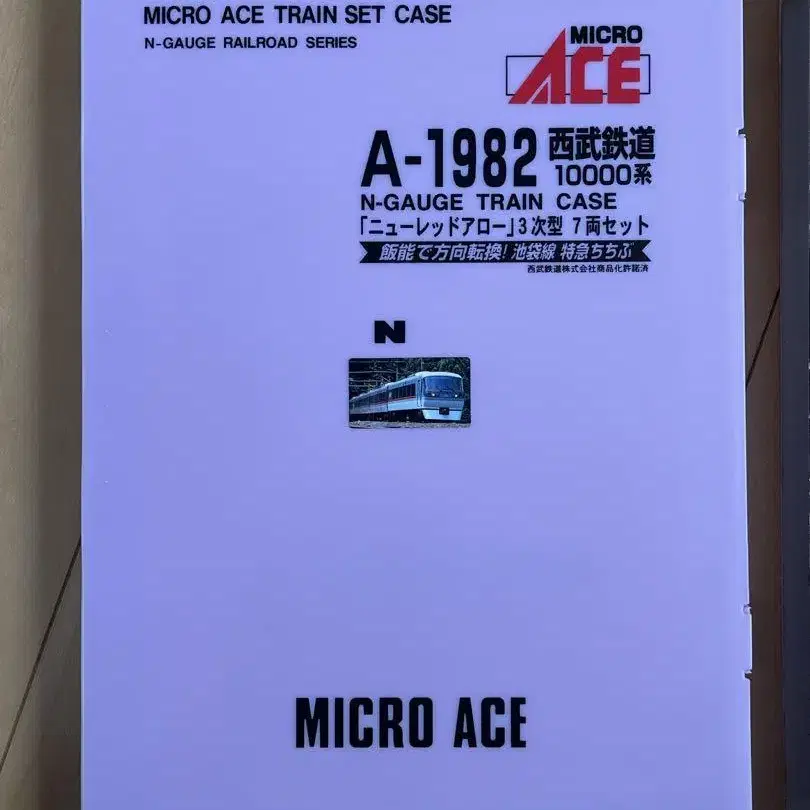 MICRO ACE TRAIN SET CASE
N-GAUGE RAILROAD SERIES
MICRO
ACE
A-1982 西武鉄道
10000系
N-GAUGE TRAIN CASE
「ニューレッドアロー」3次型 7両セット
飯能で方向転換! 池袋線 特急ちちぶ
西武鉄道株式会社商品化許諾済
N
MICRO ACE